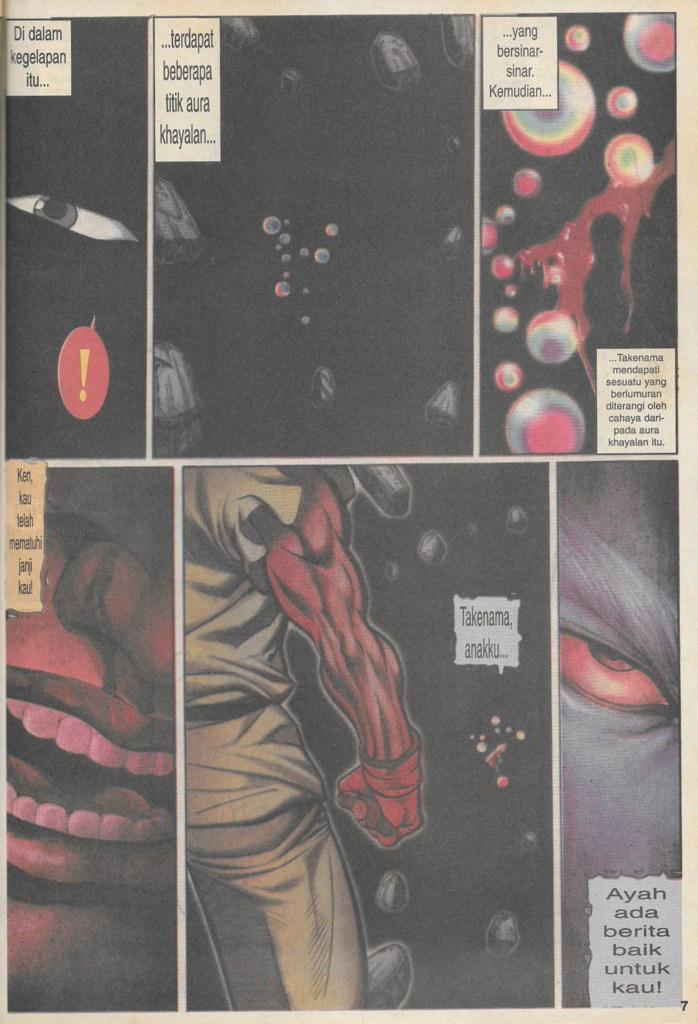 Di dalam
kegelapan
itu...
...terdapat
beberapa
titik aura
khayalan...
...yang
bersinar-
sinar.
Kemudian...
!
...Takenama
mendapati
sesuatu yang
berlumuran
diterangi oleh
cahaya dari-
pada aura
khayalan itu.
Ken,
kau
telah
mematuhi
janji
kau!
Takenama,
anakku...
Ayah
ada
berita
baik
untuk
kau!
7